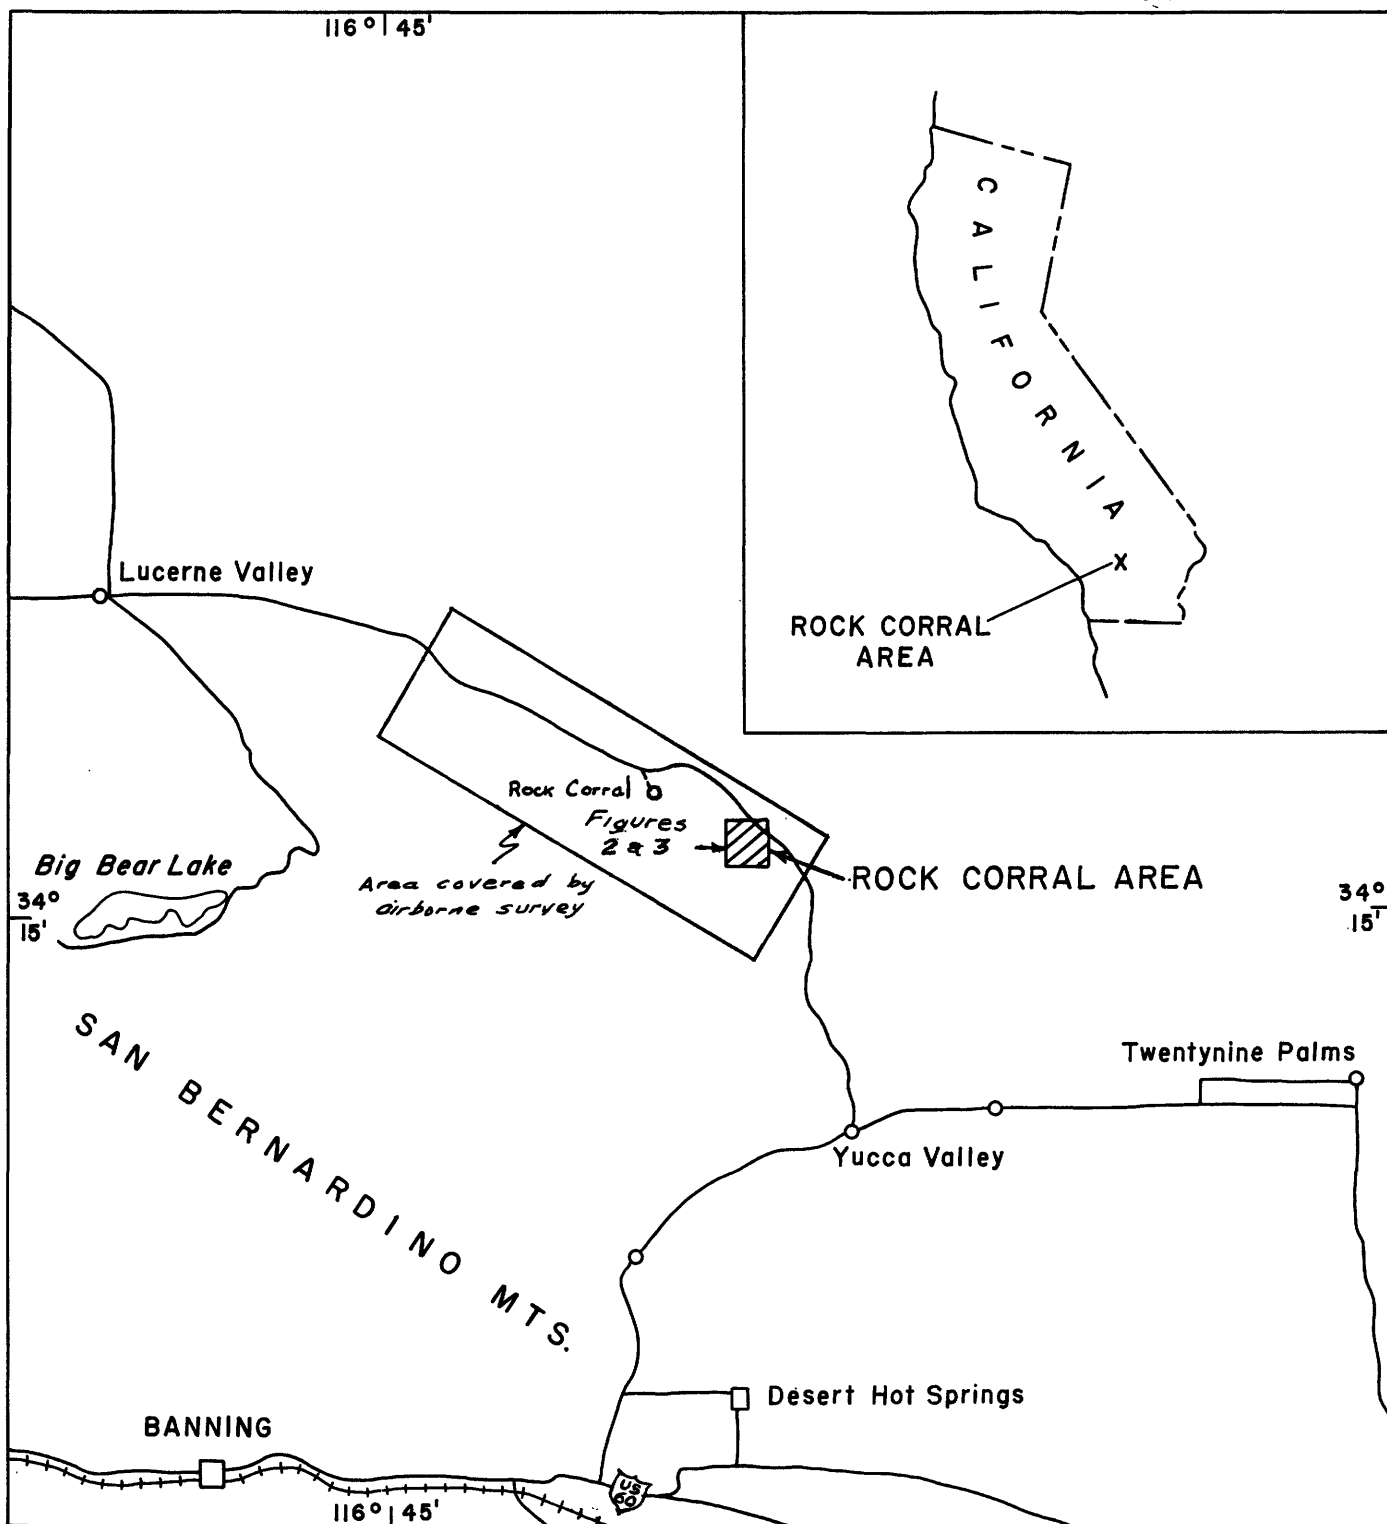 116° 45'
CALIFORNIA
ROCK CORRAL
AREA
Lucerne Valley
Rock Corral
Figures
2 & 3
ROCK CORRAL AREA
Area covered by
airborne survey
Big Bear Lake
34°
15'
34°
15'
SAN BERNARDINO MTS.
Twentynine Palms
Yucca Valley
Desert Hot Springs
BANNING
US
60
116° 45'